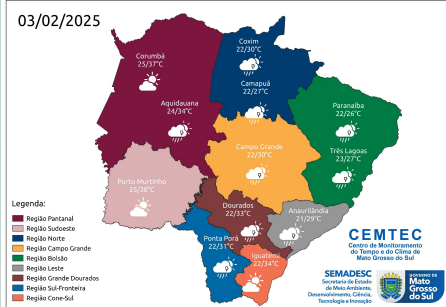 03/02/2025
Coxim
22/30°C
Corumbá
25/37°C
Camapuã
22/27°C
Aquidauana
24/34°C
Paranaíba
22/26°C
Campo Grande
22/30°C
Três Lagoas
23/27°C
Porto Murtinho
25/38°C
Legenda:
Dourados
22/33°C
Anaurilândia
21/29°C
Região Pantanal
Região Sudoeste
Região Norte
Região Campo Grande
Região Bolsão
Região Leste
Região Grande Dourados
Região Sul-Fronteira
Região Cone-Sul
Ponta Porã
22/31°C
Iguatemi
22/34°C
CEMTEC
Centro de Monitoramento
do Tempo e do Clima de
Mato Grosso do Sul
SEMADESC
Secretaria de Estado
de Meio Ambiente,
Desenvolvimento, Ciência,
Tecnologia e Inovação
GOVERNO DE
Mato
Grosso
do Sul